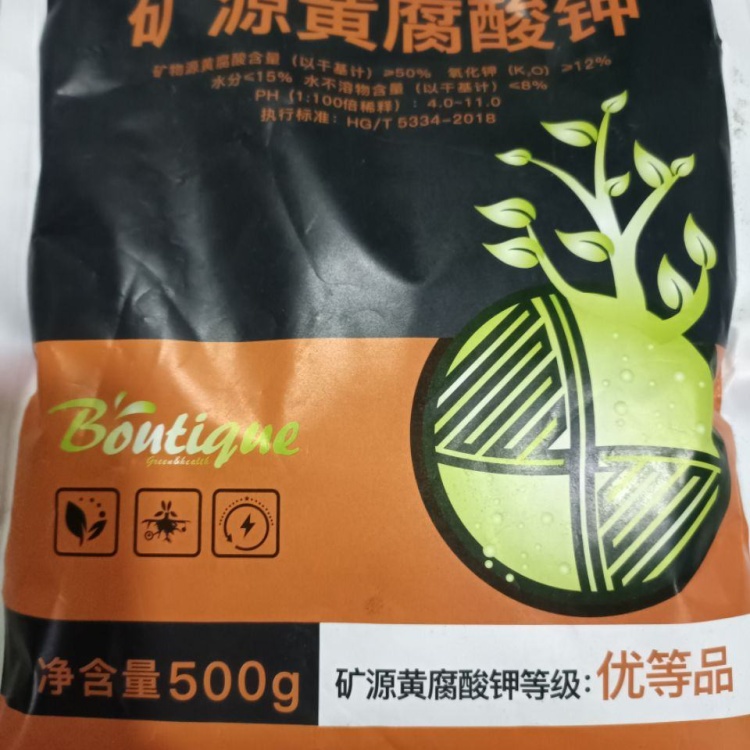 矿源黄腐酸钾
矿物源黄腐酸含量（以干基计）≥50% 氧化钾（K₂O）≥12%
水分≤15% 水不溶物含量（以干基计）≤8%
PH（1:100倍稀释）：4.0-11.0
执行标准：HG/T 5334-2018
B'outique
Green&health
净含量500g
矿源黄腐酸钾等级：优等品